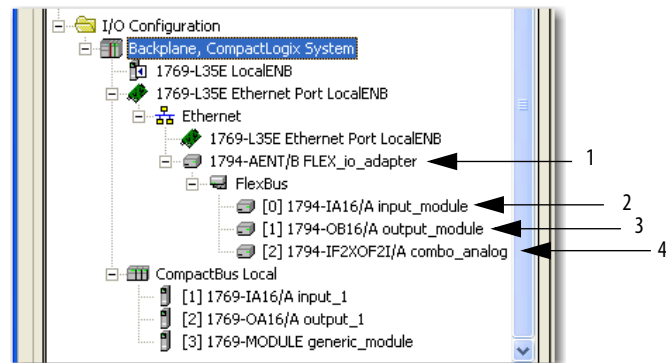 I/O Configuration
Backplane, CompactLogix System
1769-L35E LocalENB
1769-L35E Ethernet Port LocalENB
Ethernet
1769-L35E Ethernet Port LocalENB
1794-AENT/B FLEX_io_adapter 1
FlexBus
[0] 1794-IA16/A input_module 2
[1] 1794-OB16/A output_module 3
[2] 1794-IF2XOF2I/A combo_analog 4
CompactBus Local
[1] 1769-IA16/A input_1
[2] 1769-OA16/A output_1
[3] 1769-MODULE generic_module